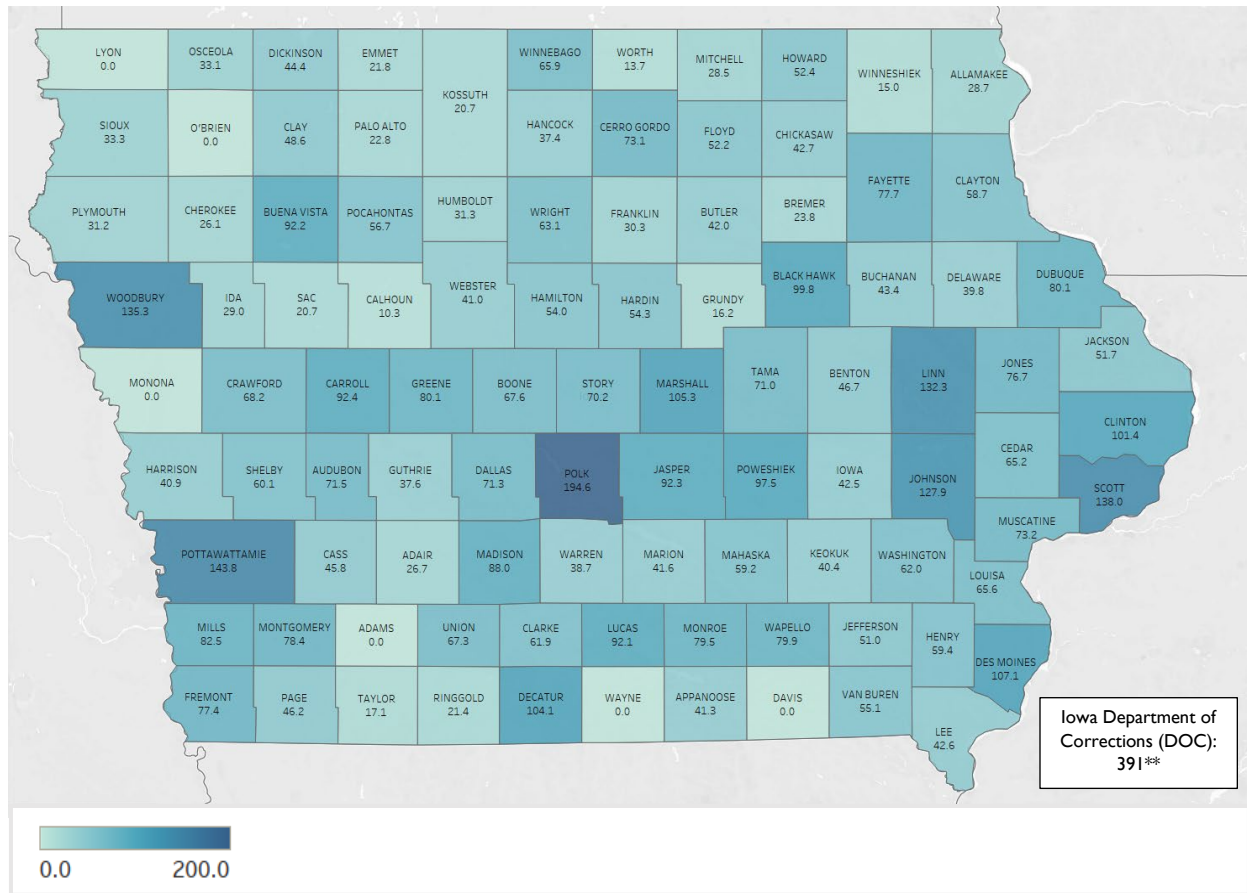 LYON
0.0
OSCEOLA
33.1
DICKINSON
44.4
EMMET
21.8
KOSSUTH
20.7
WINNEBAGO
65.9
WORTH
13.7
MITCHELL
28.5
HOWARD
52.4
WINNESHIEK
15.0
ALLAMAKEE
28.7
SIOUX
33.3
O'BRIEN
0.0
CLAY
48.6
PALO ALTO
22.8
HANCOCK
37.4
CERRO GORDO
73.1
FLOYD
52.2
CHICKASAW
42.7
FAYETTE
77.7
CLAYTON
58.7
PLYMOUTH
31.2
CHEROKEE
26.1
BUENA VISTA
92.2
POCAHONTAS
56.7
HUMBOLDT
31.3
WRIGHT
63.1
FRANKLIN
30.3
BUTLER
42.0
BREMER
23.8
WOODBURY
135.3
IDA
29.0
SAC
20.7
CALHOUN
10.3
WEBSTER
41.0
HAMILTON
54.0
HARDIN
54.3
GRUNDY
16.2
BLACK HAWK
99.8
BUCHANAN
43.4
DELAWARE
39.8
DUBUQUE
80.1
MONONA
0.0
CRAWFORD
68.2
CARROLL
92.4
GREENE
80.1
BOONE
67.6
STORY
70.2
MARSHALL
105.3
TAMA
71.0
BENTON
46.7
LINN
132.3
JONES
76.7
JACKSON
51.7
CLINTON
101.4
HARRISON
40.9
SHELBY
60.1
AUDUBON
71.5
GUTHRIE
37.6
DALLAS
71.3
POLK
194.6
JASPER
92.3
POWESHIEK
97.5
IOWA
42.5
JOHNSON
127.9
CEDAR
65.2
SCOTT
138.0
MUSCATINE
73.2
POTTAWATTAMIE
143.8
CASS
45.8
ADAIR
26.7
MADISON
88.0
WARREN
38.7
MARION
41.6
MAHASKA
59.2
KEOKUK
40.4
WASHINGTON
62.0
LOUISA
65.6
MILLS
82.5
MONTGOMERY
78.4
ADAMS
0.0
UNION
67.3
CLARKE
61.9
LUCAS
92.1
MONROE
79.5
WAPELLO
79.9
JEFFERSON
51.0
HENRY
59.4
DES MOINES
107.1
FREMONT
77.4
PAGE
46.2
TAYLOR
17.1
RINGGOLD
21.4
DECATUR
104.1
WAYNE
0.0
APPANOOSE
41.3
DAVIS
0.0
VAN BUREN
55.1
LEE
42.6
Iowa Department of
Corrections (DOC):
391**
0.0 200.0